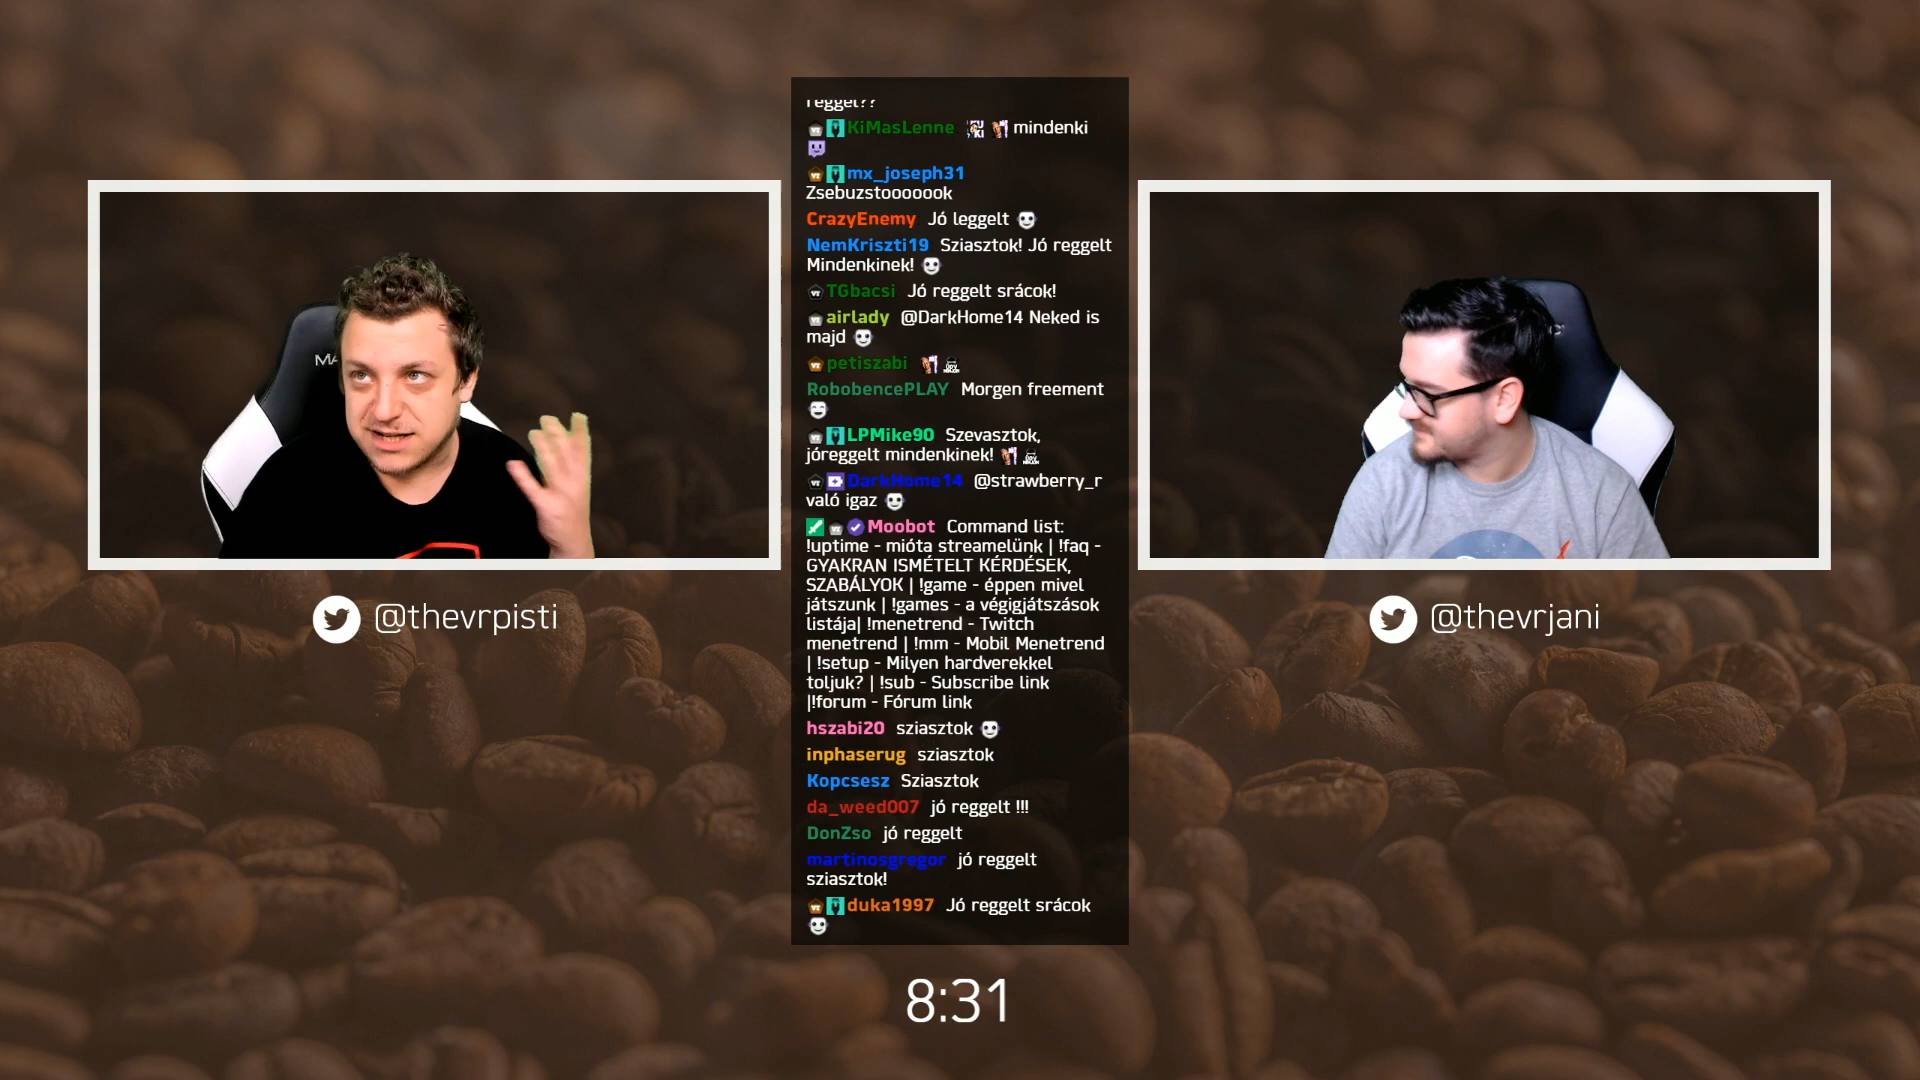 reggel??
KiMasLenne mindenki
mx_joseph31
Zsebuzstooooook
CrazyEnemy Jó leggelt
NemKriszti19 Sziasztok! Jó reggelt
Mindenkinek!
TGbacsi Jó reggelt srácok!
airlady @DarkHome14 Neked is
majd
petiszabi
RobobencePLAY Morgen freement
LPMike90 Szevasztok,
jóreggelt mindenkinek!
DarkHome14 @strawberry_r
való igaz
Moobot Command list:
!uptime - mióta streamelünk | !faq -
GYAKRAN ISMÉTELT KÉRDÉSEK,
SZABÁLYOK | !game - éppen mivel
játszunk | !games - a végigjátszások
listája| !menetrend - Twitch
menetrend | !mm - Mobil Menetrend
| !setup - Milyen hardverekkel
toljuk? | !sub - Subscribe link
|!forum - Fórum link
hszabi20 sziasztok
inphaserug sziasztok
Kopcsesz Sziasztok
da_weed007 jó reggelt !!!
DonZso jó reggelt
martinosgregor jó reggelt
sziasztok!
duka1997 Jó reggelt srácok
@thevrpisti
@thevrjani
8:31